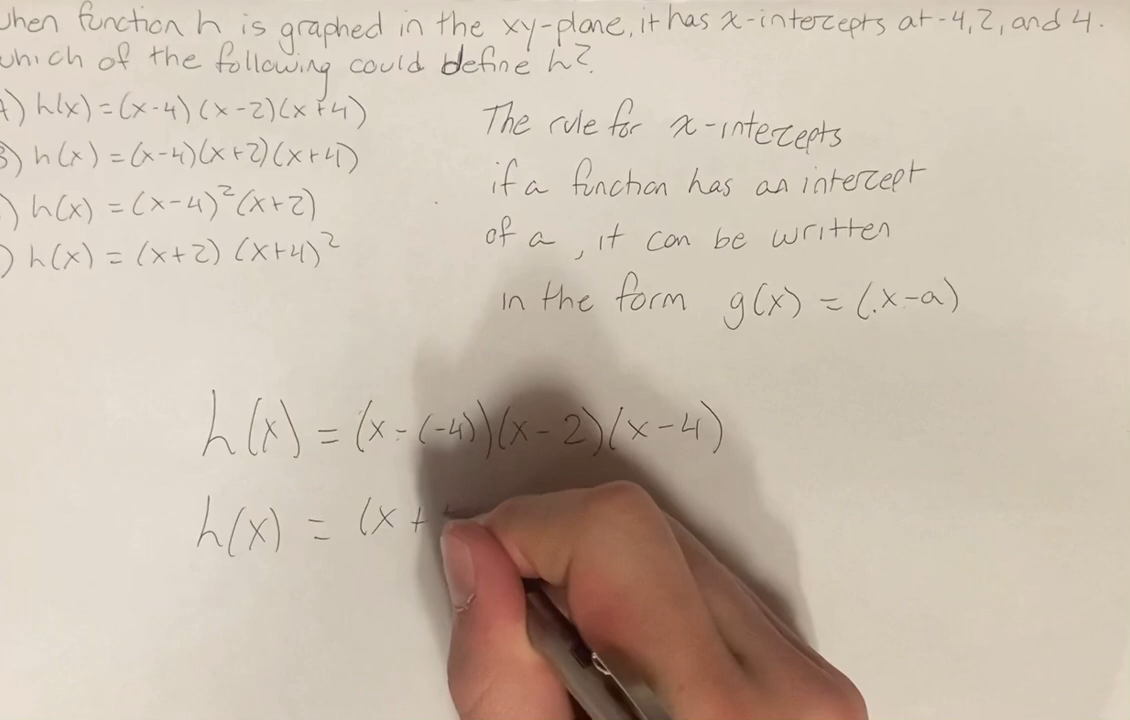 when function h is graphed in the xy-plane, it has x-intercepts at -4, 2, and 4.
which of the following could define h?
A) h(x) = (x-4)(x-2)(x+4)
B) h(x) = (x-4)(x+2)(x+4)
) h(x) = (x-4)²(x+2)
) h(x) = (x+2)(x+4)²
The rule for x-intercepts
if a function has an intercept
of a, it can be written
in the form g(x) = (x-a)
h(x) = (x-(-4))(x-2)(x-4)
h(x) = (x+